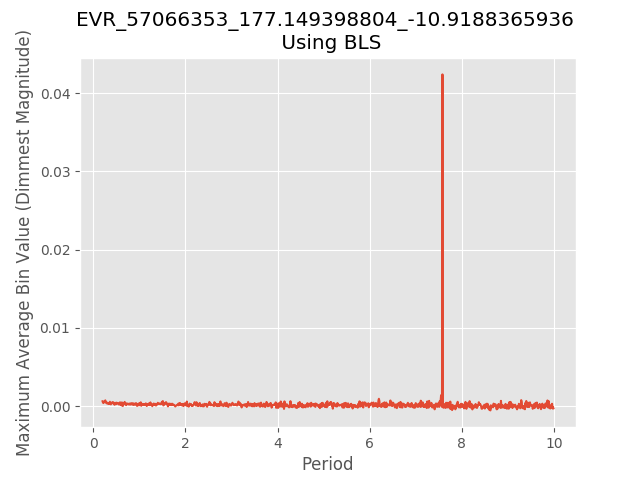 EVR_57066353_177.149398804_-10.9188365936
Using BLS
Maximum Average Bin Value (Dimmest Magnitude)
0.04
0.03
0.02
0.01
0.00
0
2
4
6
8
10
Period